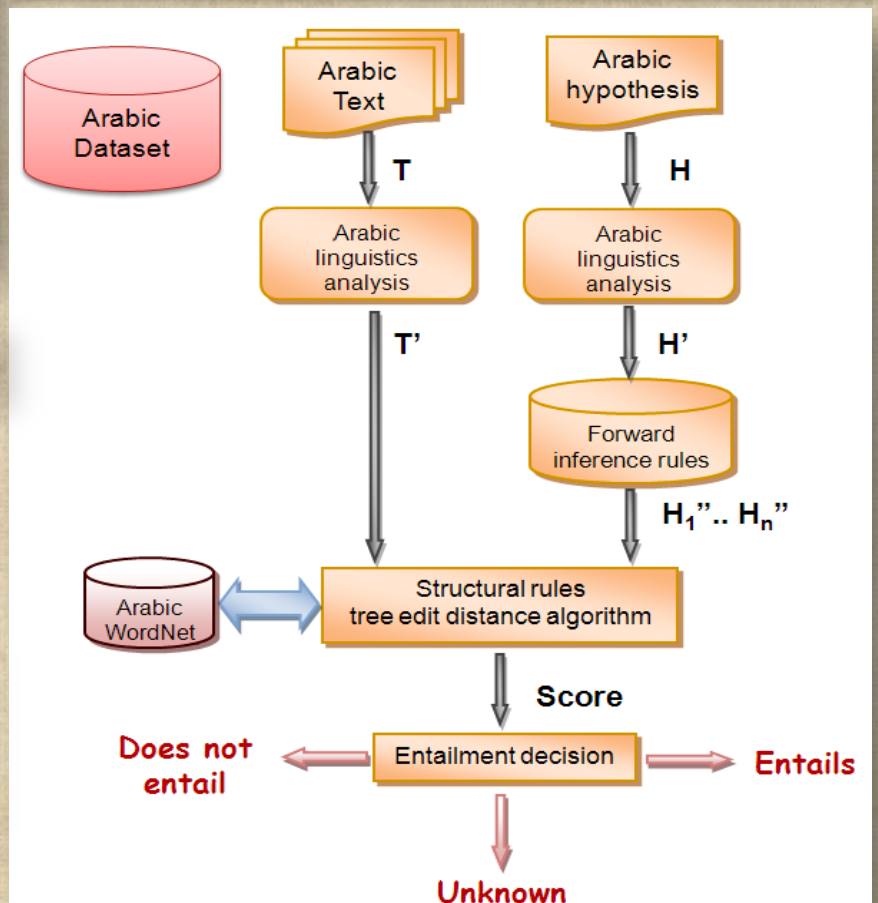 Arabic
Dataset
Arabic
Text
Arabic
hypothesis
T
H
Arabic
linguistics
analysis
Arabic
linguistics
analysis
T’
H’
Forward
inference rules
H₁”.. Hₙ”
Arabic
WordNet
Structural rules
tree edit distance algorithm
Score
Does not
entail
Entailment decision
Entails
Unknown